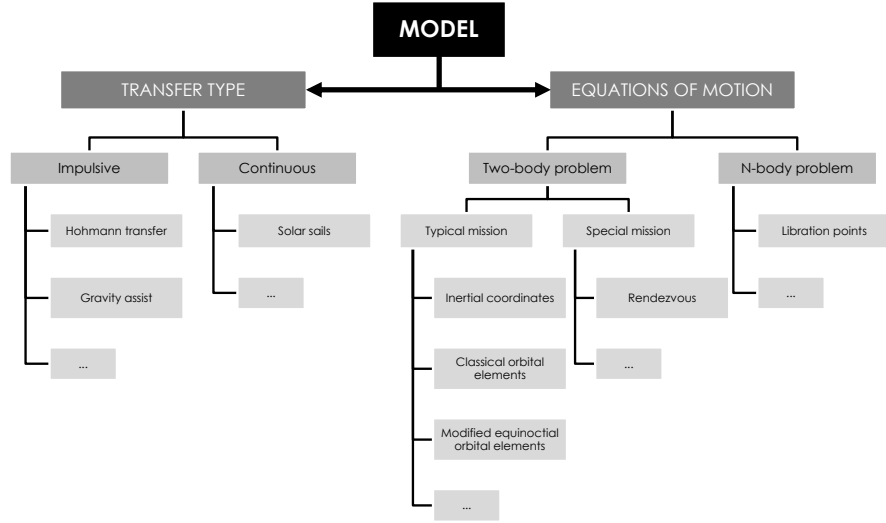 MODEL
TRANSFER TYPE
EQUATIONS OF MOTION
Impulsive
Continuous
Two-body problem
N-body problem
Hohmann transfer
Solar sails
Typical mission
Special mission
Libration points
Gravity assist
...
Inertial coordinates
Rendezvous
...
...
Classical orbital
elements
...
Modified equinoctial
orbital elements
...